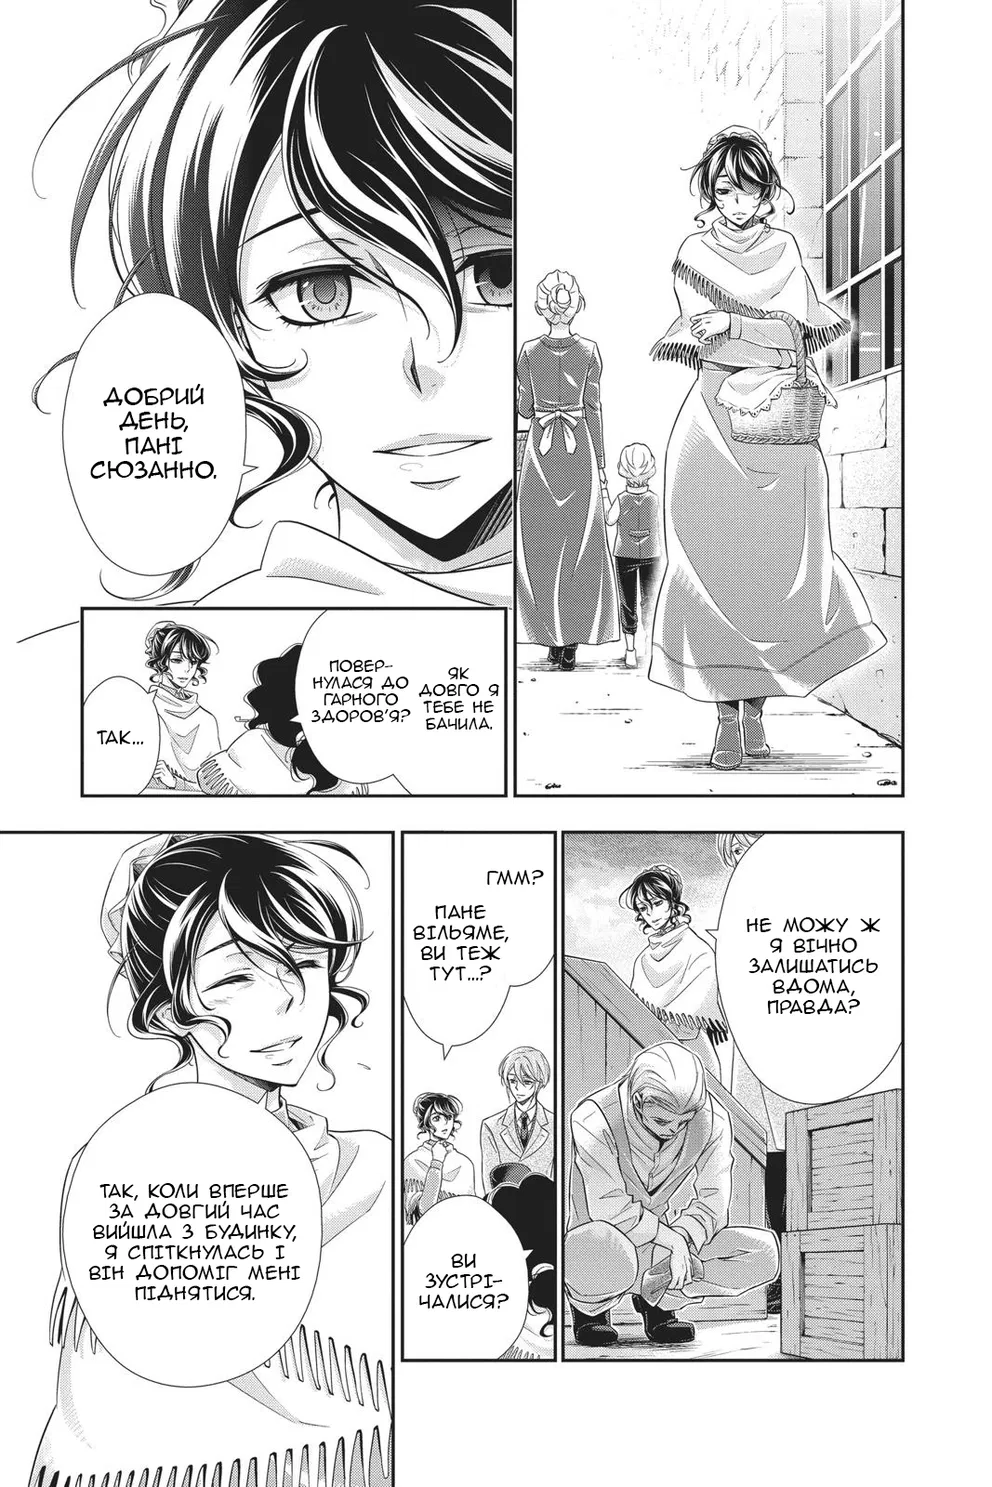 ДОБРИЙ
ДЕНЬ,
ПАНІ
СЮЗАННО.
ЯК
ДОВГО Я
ТЕБЕ НЕ
БАЧИЛА.
ПОВЕР-
НУЛАСЯ ДО
ГАРНОГО
ЗДОРОВ'Я?
ТАК...
НЕ МОЖУ Ж
Я ВІЧНО
ЗАЛИШАТИСЬ
ВДОМА,
ПРАВДА?
ГММ?
ПАНЕ
ВІЛЬЯМЕ,
ВИ ТЕЖ
ТУТ...?
ВИ
ЗУСТРІ-
ЧАЛИСЯ?
ТАК, КОЛИ ВПЕРШЕ
ЗА ДОВГИЙ ЧАС
ВИЙШЛА З БУДИНКУ,
Я СПІТКНУЛАСЬ І
ВІН ДОПОМІГ МЕНІ
ПІДНЯТИСЯ.